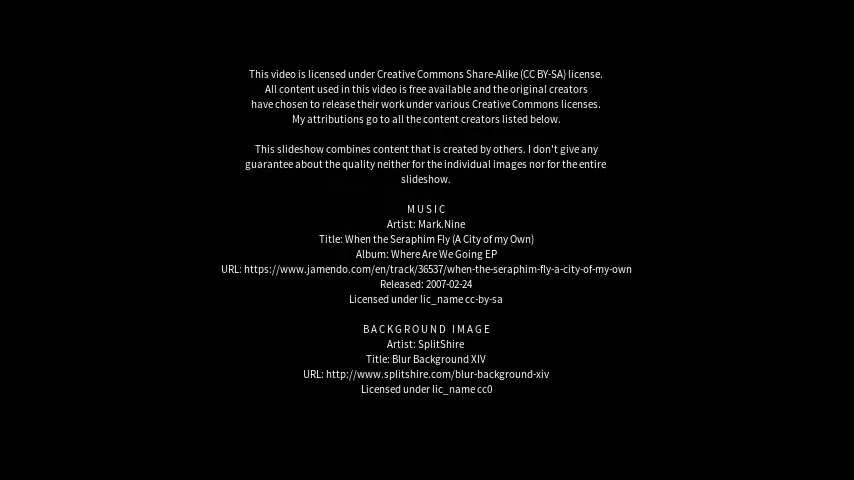 This video is licensed under Creative Commons Share-Alike (CC BY-SA) license.
All content used in this video is free available and the original creators
have chosen to release their work under various Creative Commons licenses.
My attributions go to all the content creators listed below.
This slideshow combines content that is created by others. I don't give any
guarantee about the quality neither for the individual images nor for the entire
slideshow.
MUSIC
Artist: Mark.Nine
Title: When the Seraphim Fly (A City of my Own)
Album: Where Are We Going EP
URL: https://www.jamendo.com/en/track/36537/when-the-seraphim-fly-a-city-of-my-own
Released: 2007-02-24
Licensed under lic_name cc-by-sa
BACKGROUND IMAGE
Artist: SplitShire
Title: Blur Background XIV
URL: http://www.splitshire.com/blur-background-xiv
Licensed under lic_name cc0